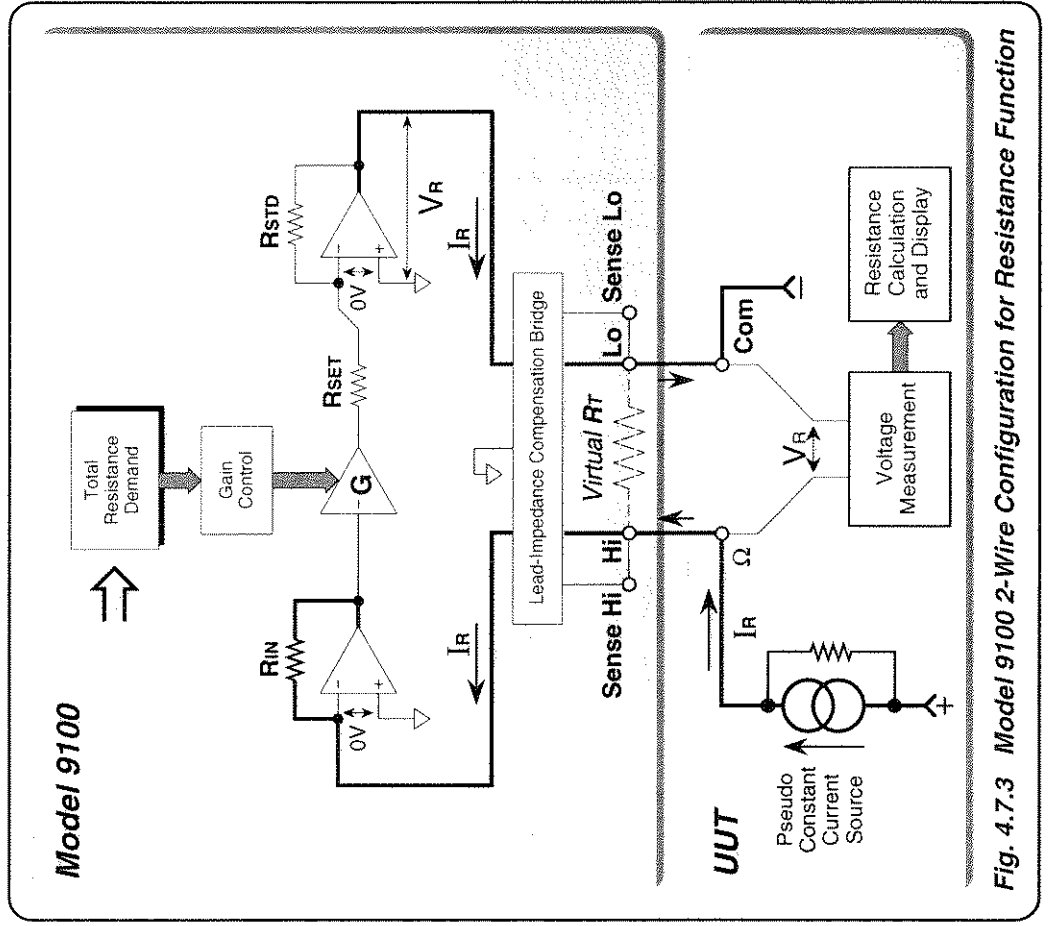 Model 9100
Total
Resistance
Demand
Gain
Control
RIN
0V
+
–
G
–
RSET
RSTD
0V
+
–
VR
IR
IR
Lead-Impedance Compensation Bridge
Sense Hi
Hi
Virtual RT
Lo
Sense Lo
UUT
Pseudo
Constant
Current
Source
+
IR
Ω
Com
–
VR
Voltage
Measurement
Resistance
Calculation
and Display
Fig. 4.7.3 Model 9100 2-Wire Configuration for Resistance Function